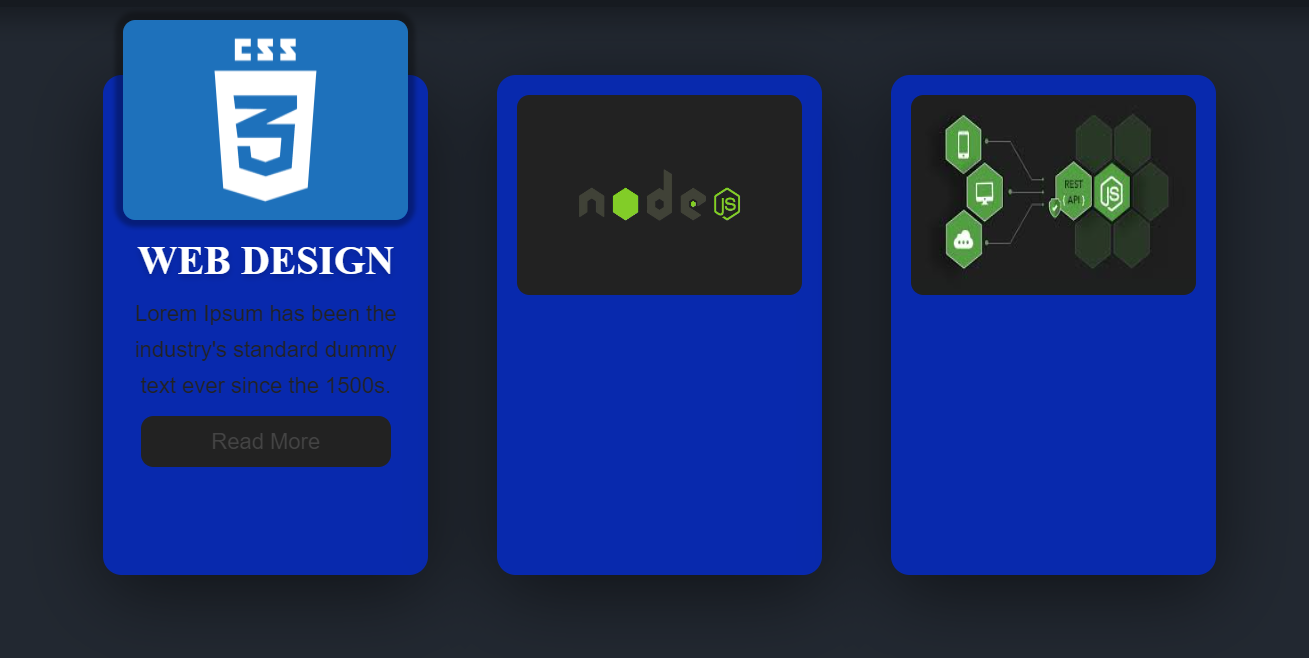 CSS
3
WEB DESIGN
Lorem Ipsum has been the
industry's standard dummy
text ever since the 1500s.
Read More
node JS
REST
{ API }
JS